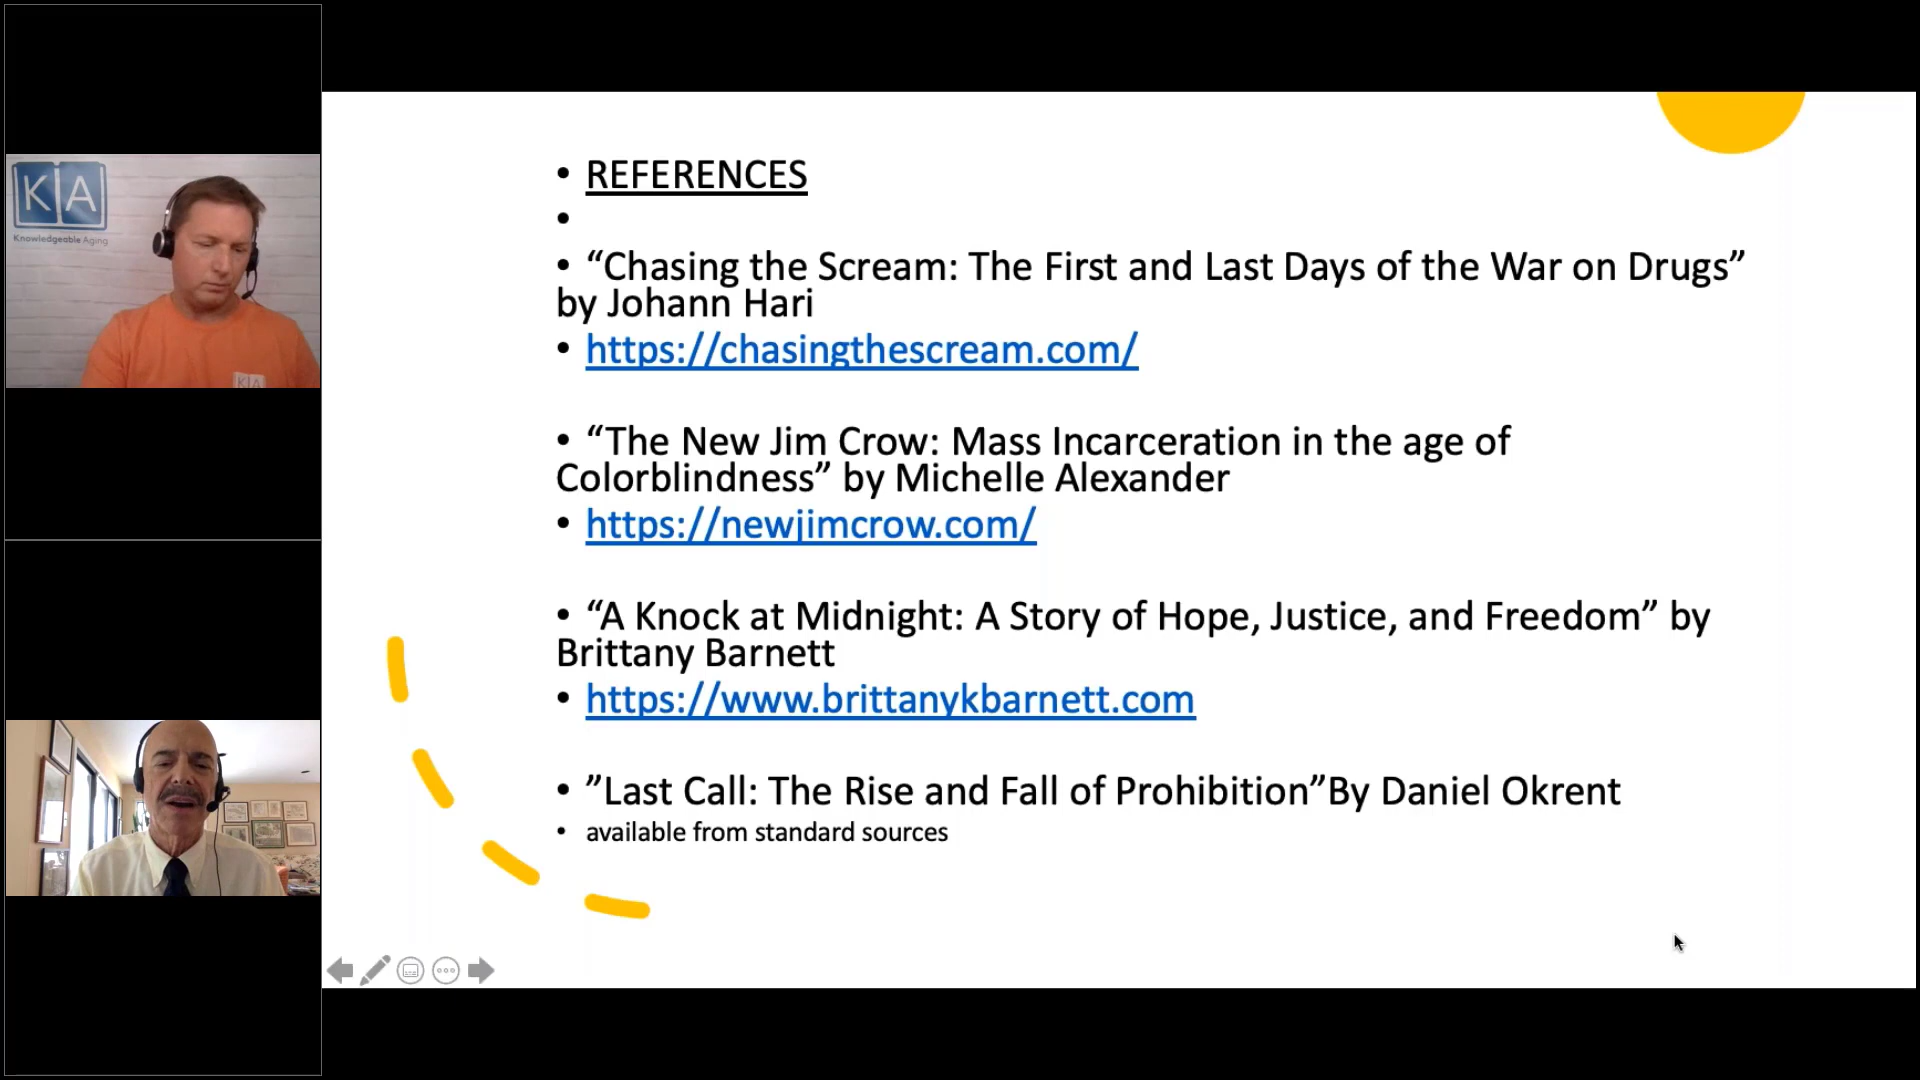 K A
Knowledgeable Aging
KA
• REFERENCES
•
• “Chasing the Scream: The First and Last Days of the War on Drugs”
by Johann Hari
• https://chasingthescream.com/
• “The New Jim Crow: Mass Incarceration in the age of
Colorblindness” by Michelle Alexander
• https://newjimcrow.com/
• “A Knock at Midnight: A Story of Hope, Justice, and Freedom” by
Brittany Barnett
• https://www.brittanykbarnett.com
• ”Last Call: The Rise and Fall of Prohibition”By Daniel Okrent
• available from standard sources